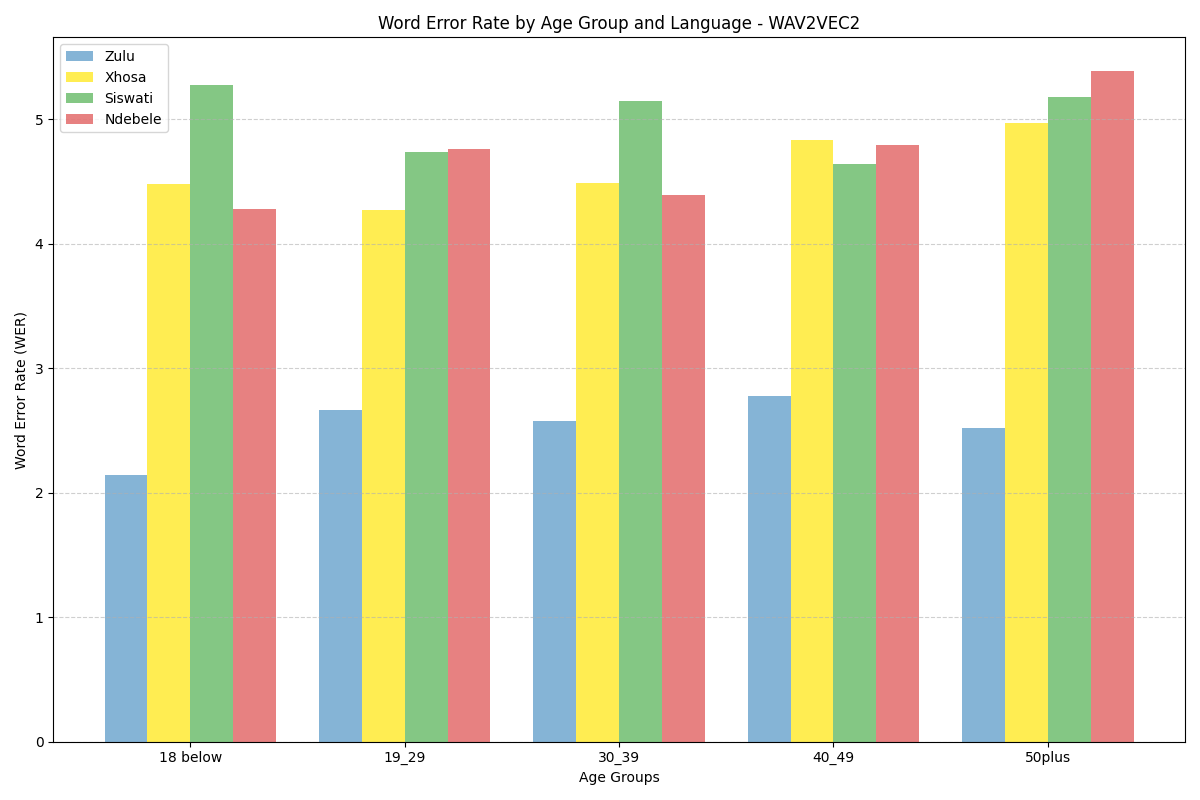 Word Error Rate by Age Group and Language - WAV2VEC2
Zulu
Xhosa
Siswati
Ndebele
Word Error Rate (WER)
5
4
3
2
1
0
18 below
19_29
30_39
40_49
50plus
Age Groups